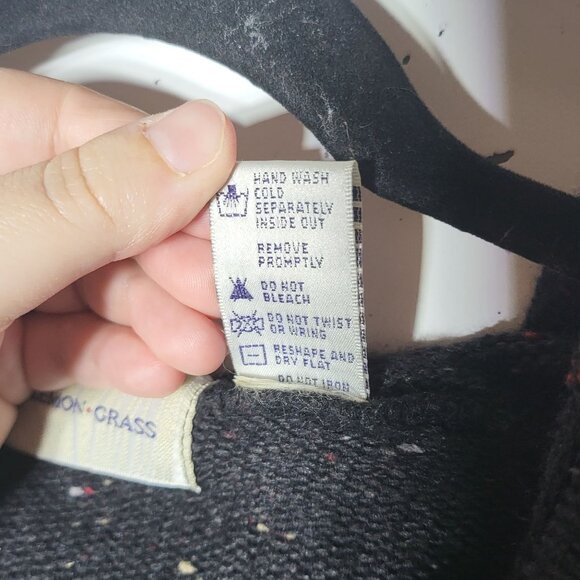 HAND WASH
COLD
SEPARATELY
INSIDE OUT
REMOVE
PROMPTLY
DO NOT
BLEACH
DO NOT TWIST
OR WRING
RESHAPE AND
DRY FLAT
DO NOT IRON
EMON·GRASS